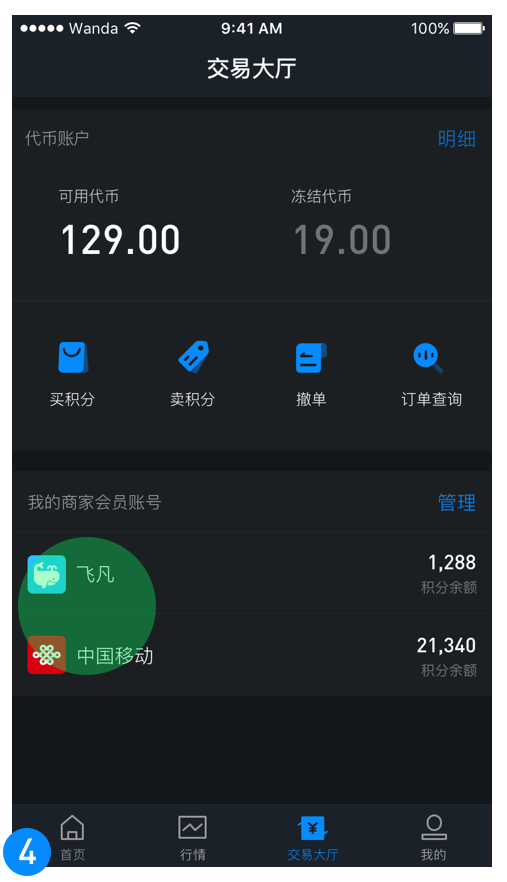 Wanda 9:41 AM 100%
交易大厅
代币账户 明细
可用代币 冻结代币
129.00 19.00
买积分 卖积分 撤单 订单查询
我的商家会员账号 管理
飞凡 1,288
积分余额
中国移动 21,340
积分余额
¥
首页 行情 交易大厅 我的
4